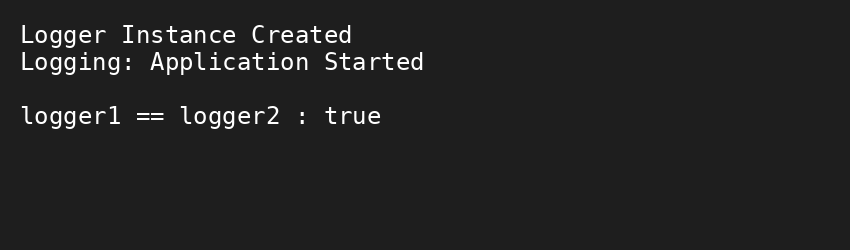 Logger Instance Created
Logging: Application Started
logger1 == logger2 : true